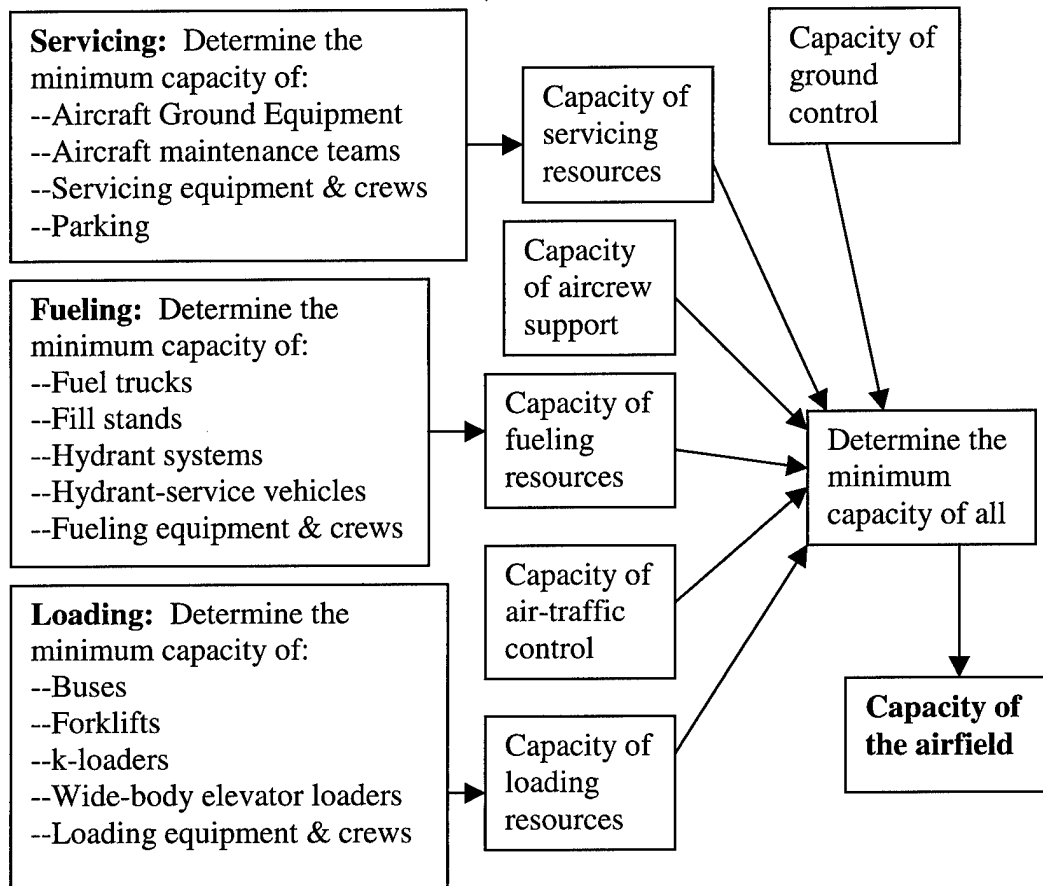 Servicing: Determine the
minimum capacity of:
--Aircraft Ground Equipment
--Aircraft maintenance teams
--Servicing equipment & crews
--Parking
Fueling: Determine the
minimum capacity of:
--Fuel trucks
--Fill stands
--Hydrant systems
--Hydrant-service vehicles
--Fueling equipment & crews
Loading: Determine the
minimum capacity of:
--Buses
--Forklifts
--k-loaders
--Wide-body elevator loaders
--Loading equipment & crews
Capacity of
servicing
resources
Capacity
of aircrew
support
Capacity of
fueling
resources
Capacity of
air-traffic
control
Capacity of
loading
resources
Capacity of
ground
control
Determine the
minimum
capacity of all
Capacity of
the airfield